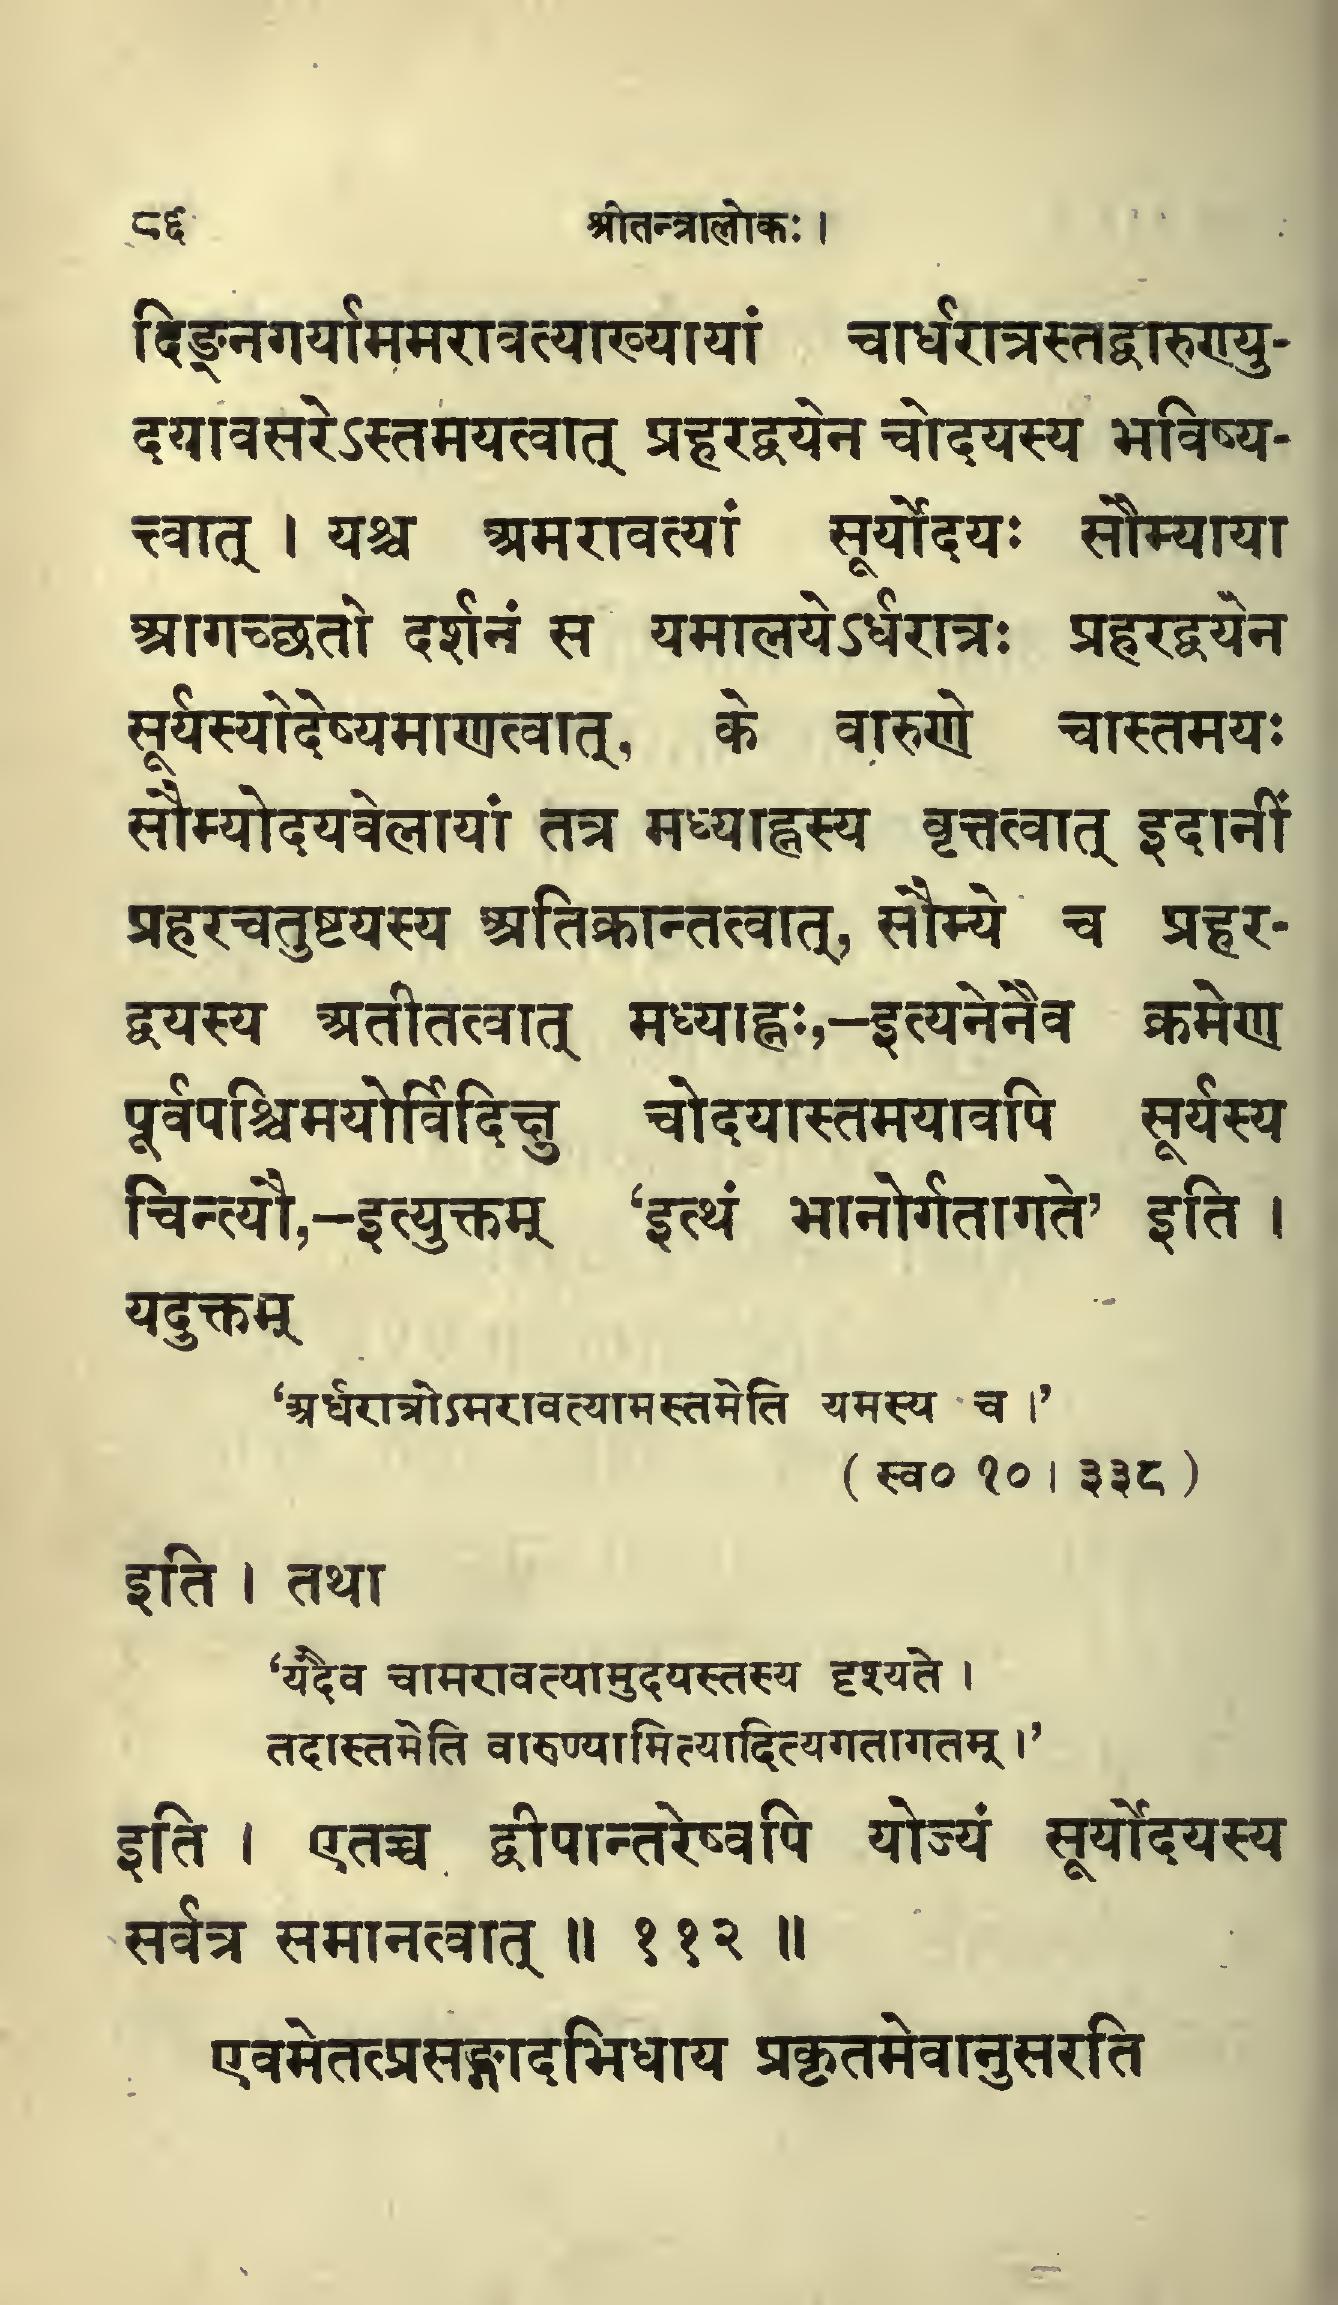 ८६ श्रीतन्त्रालोकः ।
दिङ्नगर्याममरावत्याख्यायां चार्धरात्रस्तद्वारुण्यु-
दयावसरेऽस्तमयत्वात् प्रहरद्वयेन चोदयस्य भविष्य-
त्त्वात् । यश्च अमरावत्यां सूर्योदयः सौम्याया
आगच्छतो दर्शनं स यमालयेऽर्धरात्रः प्रहरद्वयेन
सूर्यस्योदेष्यमाणत्वात्, के वारुणे चास्तमयः
सौम्योदयवेलायां तत्र मध्याह्नस्य वृत्तत्वात् इदानीं
प्रहरचतुष्टयस्य अतिक्रान्तत्वात्, सौम्ये च प्रहर-
द्वयस्य अतीतत्वात् मध्याह्नः,—इत्यनेनैव क्रमेण
पूर्वपश्चिमयोर्विदिक्षु चोदयास्तमयावपि सूर्यस्य
चिन्त्यौ,—इत्युक्तम् ‘इत्थं भानोर्गतागते’ इति ।
यदुक्तम्
‘अर्धरात्रोऽमरावत्यामस्तमेति यमस्य च ।’
( स्व० १० । ३३८ )
इति । तथा
‘यदैव चामरावत्यामुदयस्तस्य दृश्यते ।
तदास्तमेति वारुण्यामित्यादित्यगतागतम् ।’
इति । एतच्च द्वीपान्तरेष्वपि योज्यं सूर्योदयस्य
सर्वत्र समानत्वात् ॥ ११२ ॥
एवमेतत्प्रसङ्गादभिधाय प्रकृतमेवानुसरति